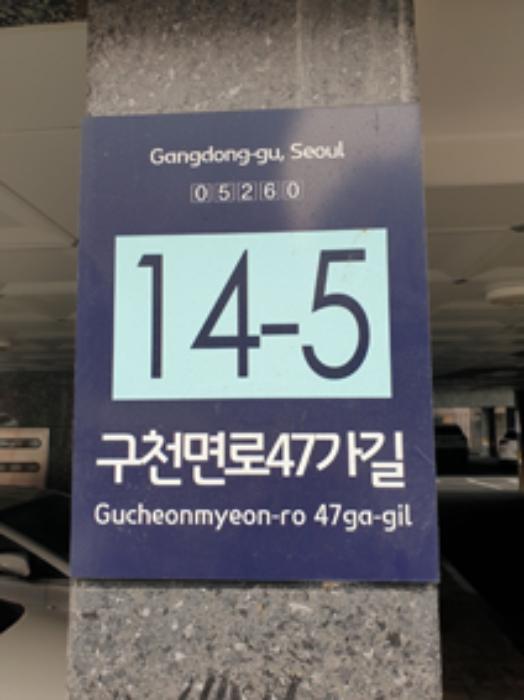 Gangdong-gu, Seoul
05260
14-5
구천면로47가길
Gucheonmyeon-ro 47ga-gil